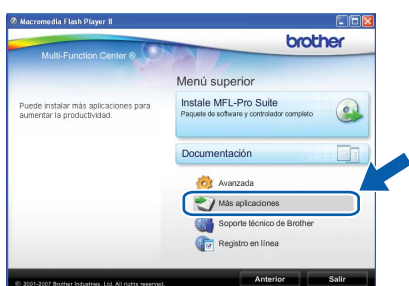 Macromedia Flash Player 8
brother
Multi-Function Center ®
Menú superior
Puede instalar más aplicaciones para
aumentar la productividad.
Instale MFL-Pro Suite
Paquete de software y controlador completo
Documentación
Avanzada
Más aplicaciones
Soporte técnico de Brother
Registro en línea
© 2001-2007 Brother Industries, Ltd. All rights reserved.
Anterior
Salir